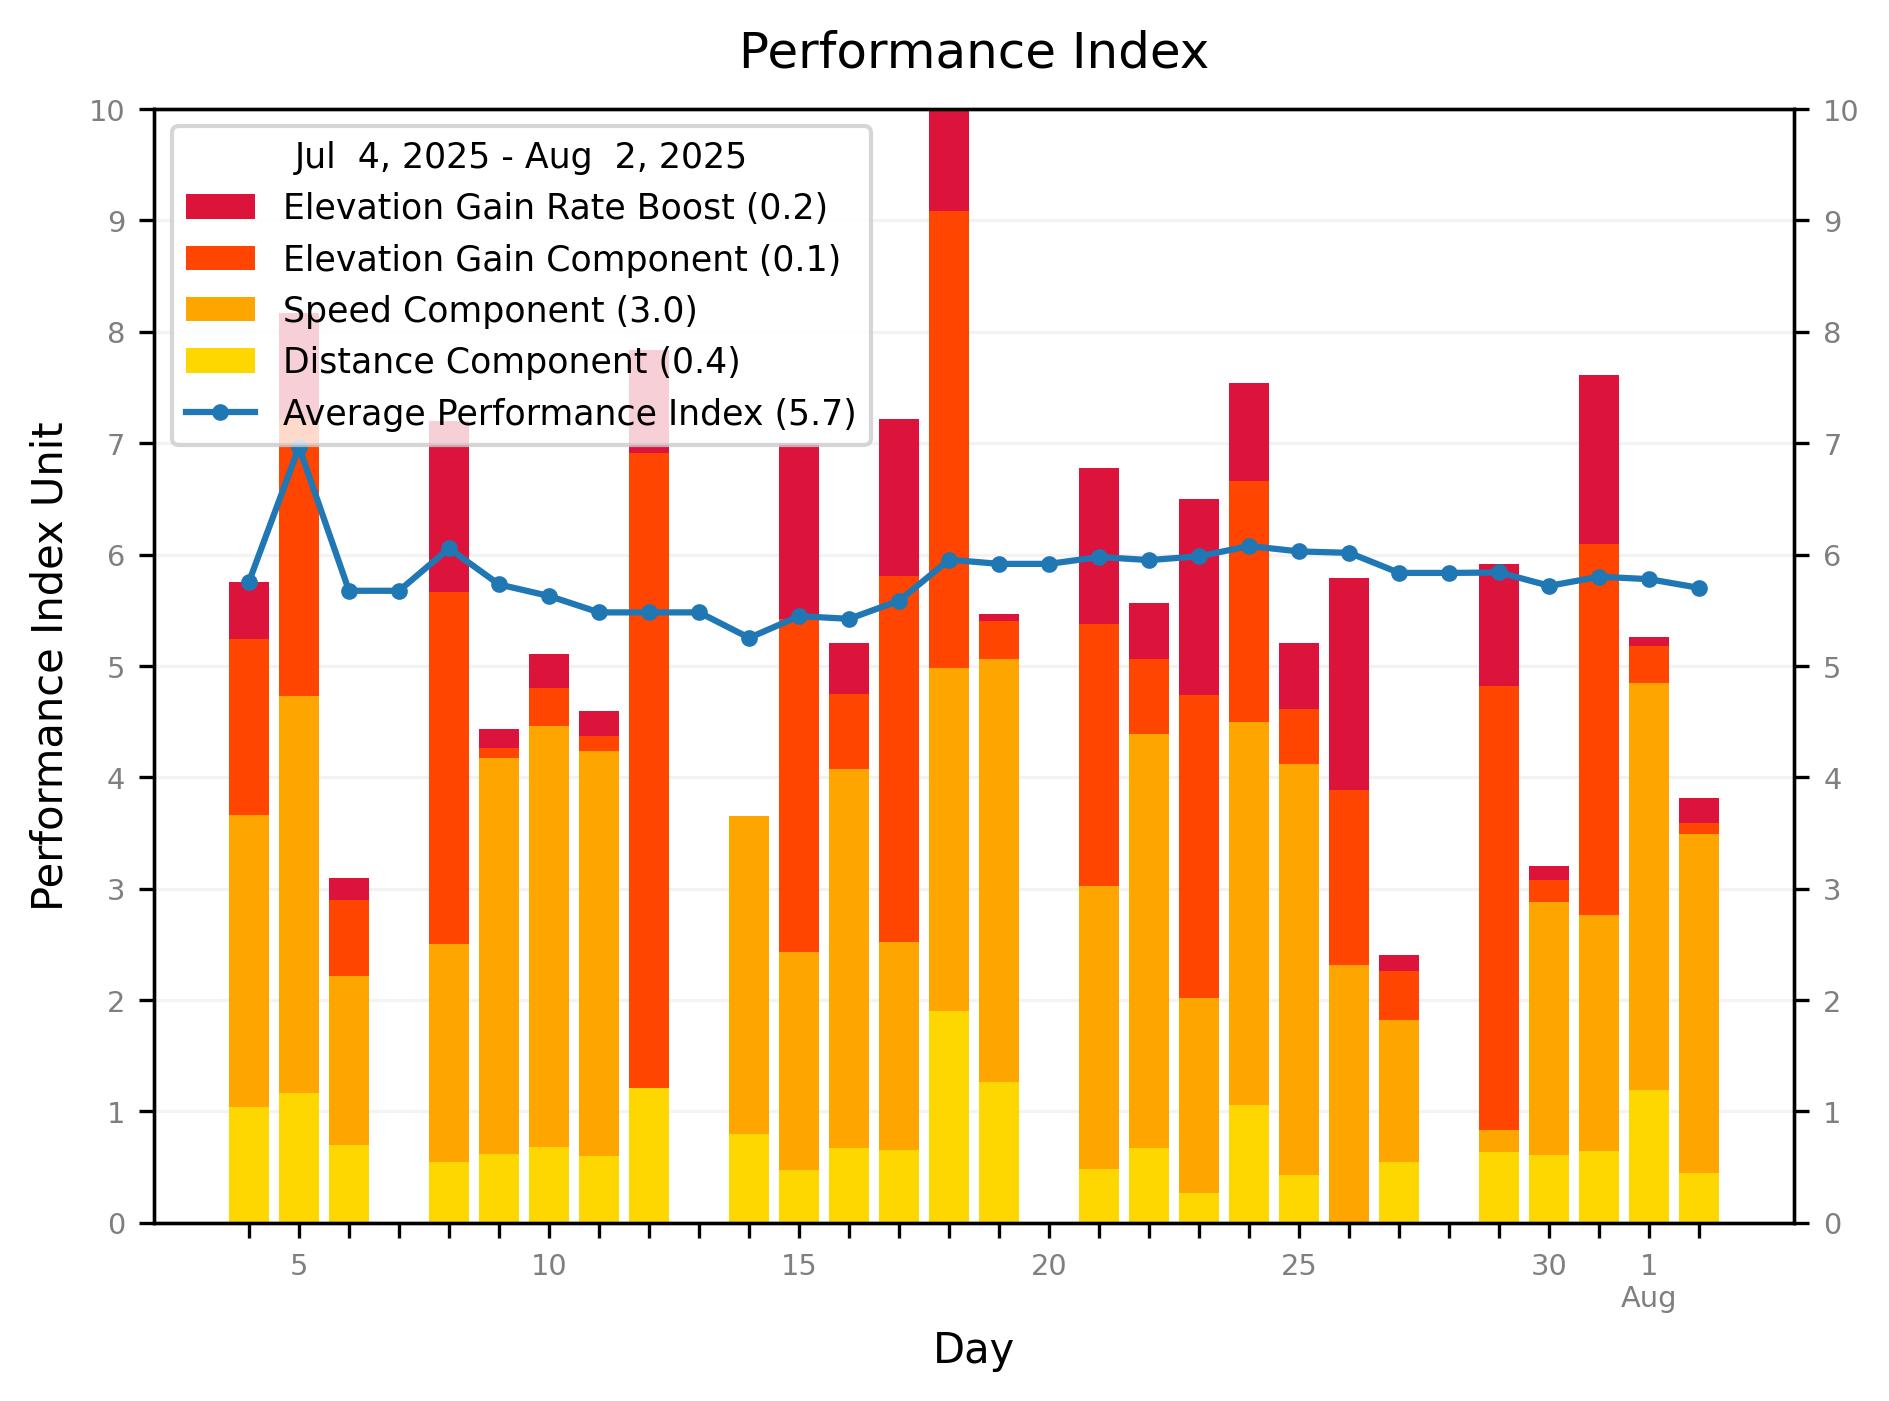 Performance Index
Jul  4, 2025 - Aug  2, 2025
Elevation Gain Rate Boost (0.2)
Elevation Gain Component (0.1)
Speed Component (3.0)
Distance Component (0.4)
Average Performance Index (5.7)
Performance Index Unit
10
9
8
7
6
5
4
3
2
1
0
10
9
8
7
6
5
4
3
2
1
0
5
10
15
20
25
30
1
Aug
Day